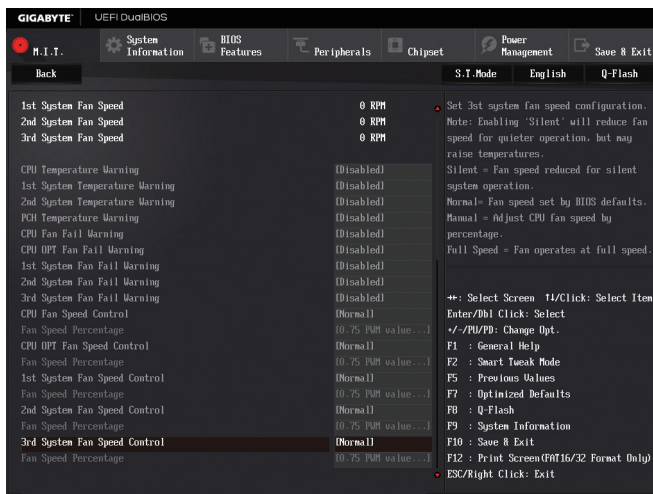 GIGABYTE™ UEFI DualBIOS
M.I.T.
System Information
BIOS Features
Peripherals
Chipset
Power Management
Save & Exit
Back
S.T.Mode English Q-Flash
1st System Fan Speed 0 RPM
2nd System Fan Speed 0 RPM
3rd System Fan Speed 0 RPM
CPU Temperature Warning [Disabled]
1st System Temperature Warning [Disabled]
2nd System Temperature Warning [Disabled]
PCH Temperature Warning [Disabled]
CPU Fan Fail Warning [Disabled]
CPU OPT Fan Fail Warning [Disabled]
1st System Fan Fail Warning [Disabled]
2nd System Fan Fail Warning [Disabled]
3rd System Fan Fail Warning [Disabled]
CPU Fan Speed Control [Normal]
Fan Speed Percentage [0.75 PWM value...]
CPU OPT Fan Speed Control [Normal]
Fan Speed Percentage [0.75 PWM value...]
1st System Fan Speed Control [Normal]
Fan Speed Percentage [0.75 PWM value...]
2nd System Fan Speed Control [Normal]
Fan Speed Percentage [0.75 PWM value...]
3rd System Fan Speed Control [Normal]
Fan Speed Percentage [0.75 PWM value...]
Set 3st system fan speed configuration.
Note: Enabling 'Silent' will reduce fan
speed for quieter operation, but may
raise temperatures.
Silent = Fan speed reduced for silent
system operation.
Normal= Fan speed set by BIOS defaults.
Manual = Adjust CPU fan speed by
percentage.
Full Speed = Fan operates at full speed.
→←: Select Screen ↑↓/Click: Select Item
Enter/Dbl Click: Select
+/-/PU/PD: Change Opt.
F1 : General Help
F2 : Smart Tweak Mode
F5 : Previous Values
F7 : Optimized Defaults
F8 : Q-Flash
F9 : System Information
F10 : Save & Exit
F12 : Print Screen(FAT16/32 Format Only)
ESC/Right Click: Exit